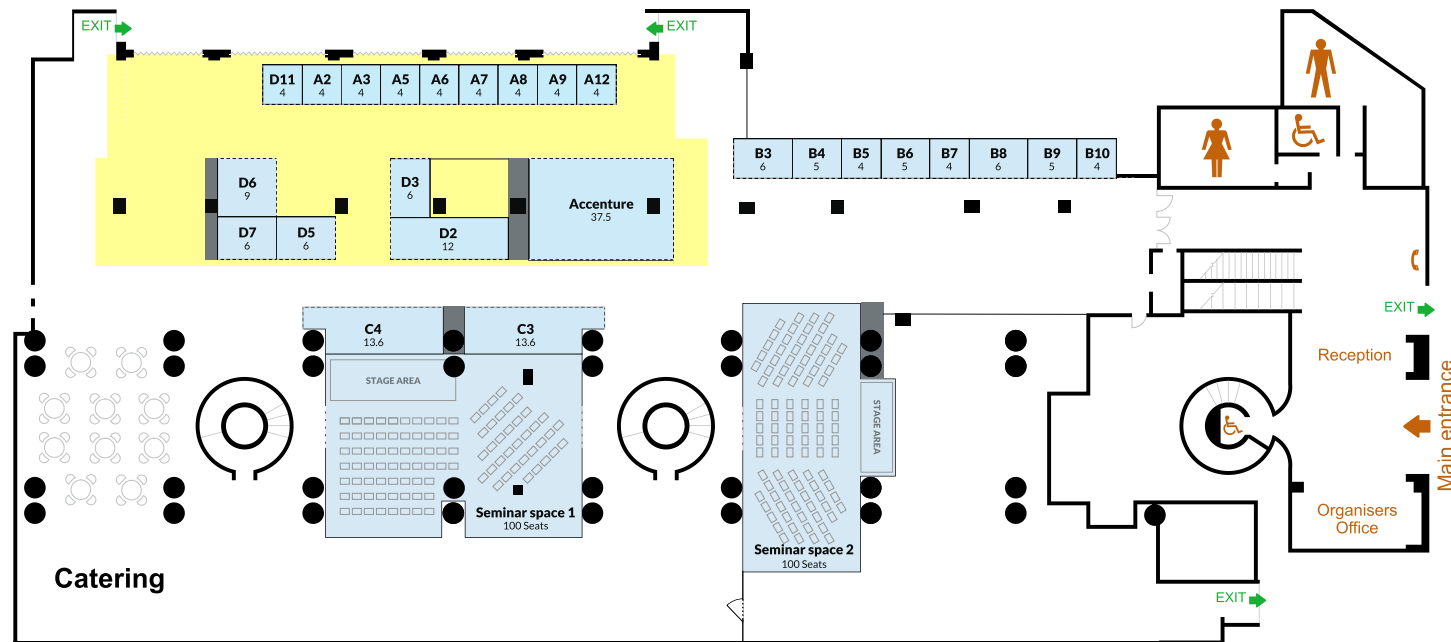 EXIT
EXIT
D11
4
A2
4
A3
4
A5
4
A6
4
A7
4
A8
4
A9
4
A12
4
B3
6
B4
5
B5
4
B6
5
B7
4
B8
6
B9
5
B10
4
D6
9
D3
6
Accenture
37.5
D7
6
D5
6
D2
12
C4
13.6
C3
13.6
EXIT
Reception
STAGE AREA
STAGE AREA
Main entrance
Seminar space 1
100 Seats
Organisers
Office
Seminar space 2
100 Seats
Catering
EXIT